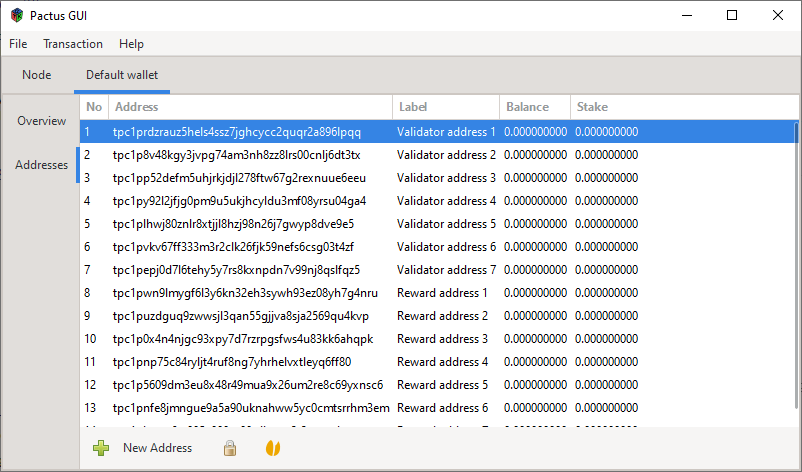 Pactus GUI
File Transaction Help
Node Default wallet
Overview
Addresses
No Address Label Balance Stake
1 tpc1prdzrauz5hels4ssz7jghcycc2quqr2a896lpqq Validator address 1 0.000000000 0.000000000
2 tpc1p8v48kgy3jvpg74am3nh8zz8lrs00cnlj6dt3tx Validator address 2 0.000000000 0.000000000
3 tpc1pp52defm5uhjrkjdjl278ftw67g2rexnuue6eeu Validator address 3 0.000000000 0.000000000
4 tpc1py92l2jfjg0pm9u5ukjhcyldu3mf08yrsu04ga4 Validator address 4 0.000000000 0.000000000
5 tpc1plhwj80znlr8xtjjl8hzj98n26j7gwyp8dve9e5 Validator address 5 0.000000000 0.000000000
6 tpc1pvkv67ff333m3r2clk26fjk59nefs6csg03t4zf Validator address 6 0.000000000 0.000000000
7 tpc1pepj0d7l6tehy5y7rs8kxnpdn7v99nj8qslfqz5 Validator address 7 0.000000000 0.000000000
8 tpc1pwn9lmygf6l3y6kn32eh3sywh93ez08yh7g4nru Reward address 1 0.000000000 0.000000000
9 tpc1puzdguq9zwwsjl3qan55gjjva8sja2569qu4kvp Reward address 2 0.000000000 0.000000000
10 tpc1p0x4n4njgc93xpy7d7rzrpgsfws4u83kk6ahqpk Reward address 3 0.000000000 0.000000000
11 tpc1pnp75c84ryljt4ruf8ng7yhrhelvxtleyq6ff80 Reward address 4 0.000000000 0.000000000
12 tpc1p5609dm3eu8x48r49mua9x26um2re8c69yxnsc6 Reward address 5 0.000000000 0.000000000
13 tpc1pnfe8jmngue9a5a90uknahww5yc0cmtsrrhm3em Reward address 6 0.000000000 0.000000000
New Address